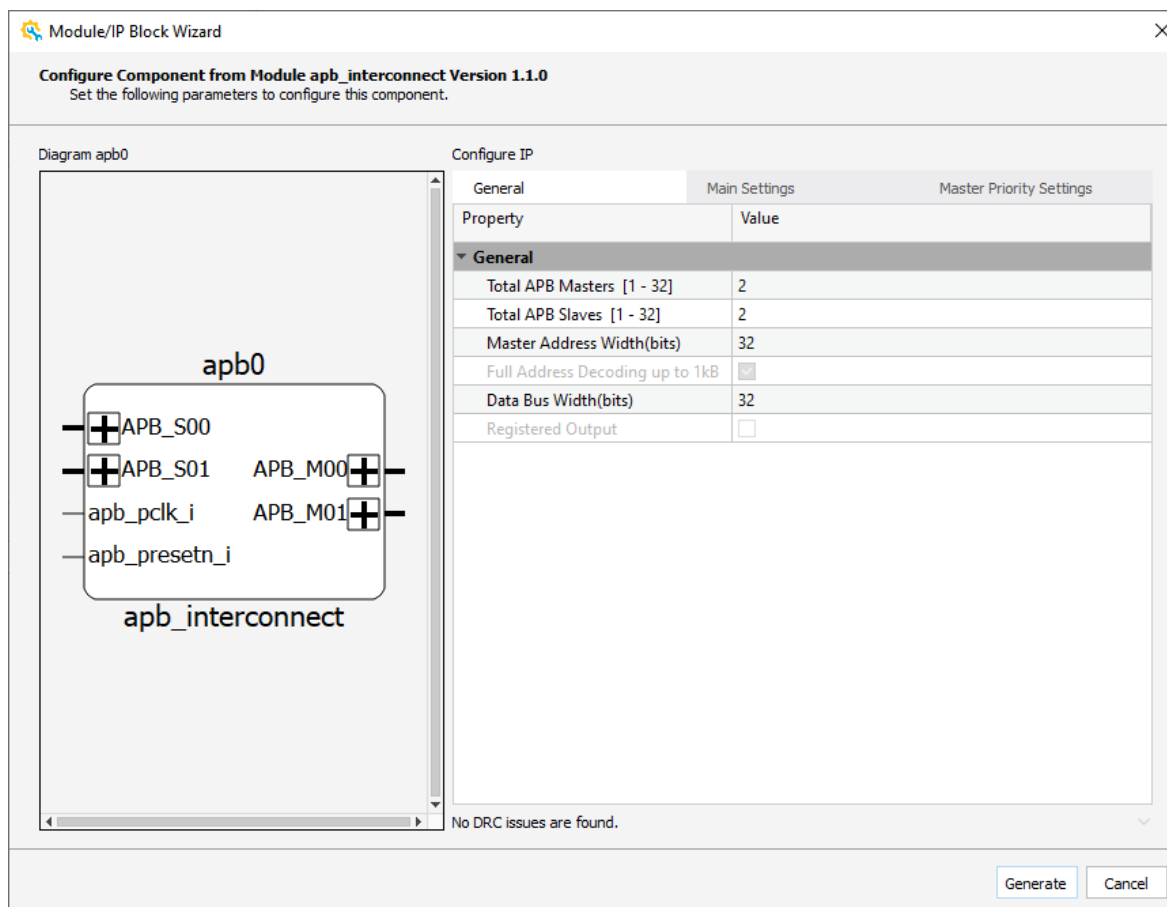 Module/IP Block Wizard
Configure Component from Module apb_interconnect Version 1.1.0
Set the following parameters to configure this component.
Diagram apb0
Configure IP
General Main Settings Master Priority Settings
Property Value
General
Total APB Masters [1 - 32] 2
Total APB Slaves [1 - 32] 2
Master Address Width(bits) 32
Full Address Decoding up to 1kB
Data Bus Width(bits) 32
Registered Output
apb0
APB_S00
APB_S01 APB_M00
apb_pclk_i APB_M01
apb_presetn_i
apb_interconnect
No DRC issues are found.
Generate Cancel